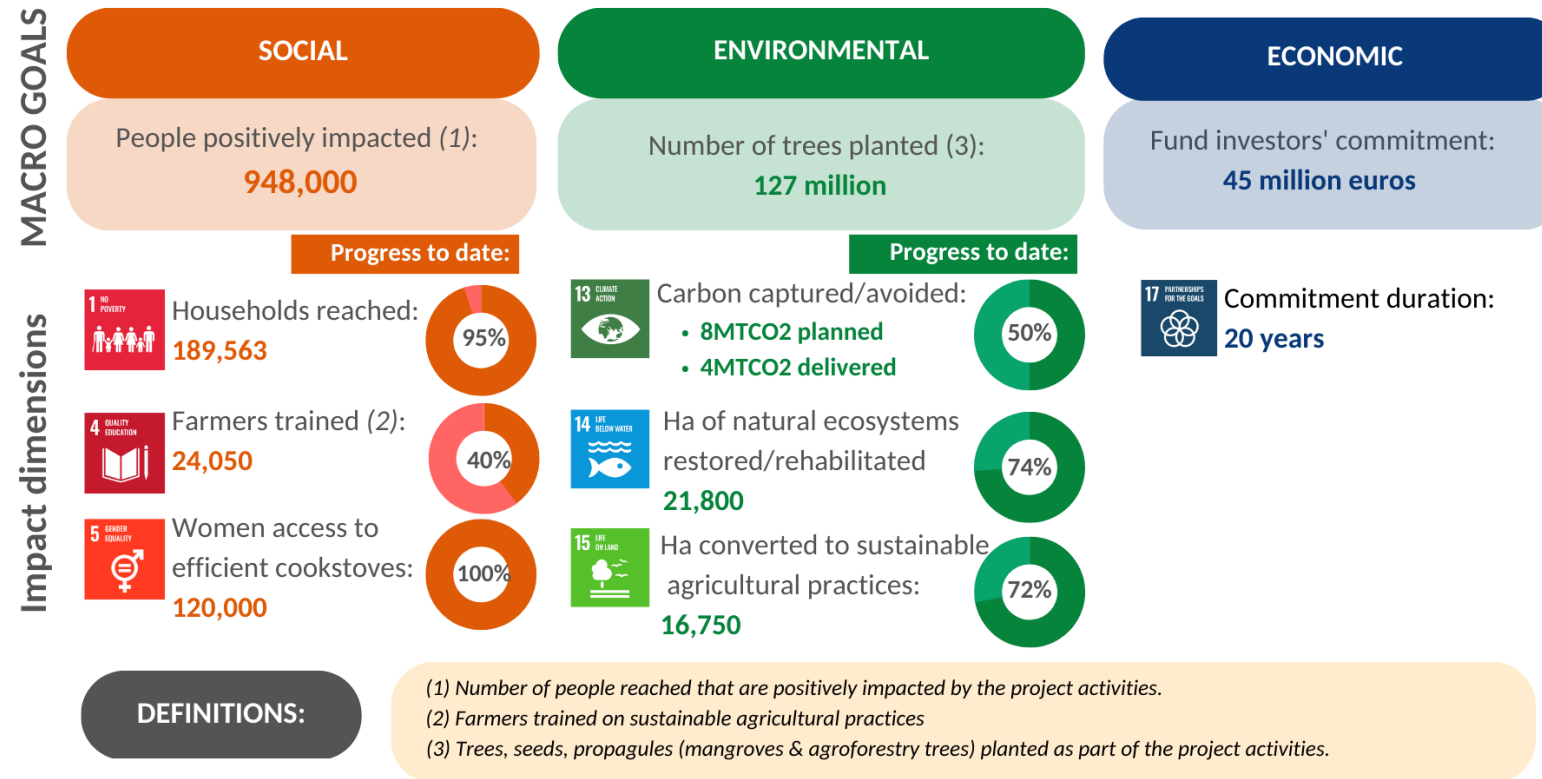 MACRO GOALS
SOCIAL
People positively impacted (1):
948,000
ENVIRONMENTAL
Number of trees planted (3):
127 million
ECONOMIC
Fund investors' commitment:
45 million euros
Impact dimensions
Progress to date:
1 NO
POVERTY
Households reached:
189,563
95%
4 QUALITY
EDUCATION
Farmers trained (2):
24,050
40%
5 GENDER
EQUALITY
Women access to
efficient cookstoves:
120,000
100%
Progress to date:
13 CLIMATE
ACTION
Carbon captured/avoided:
• 8MTCO2 planned
• 4MTCO2 delivered
50%
14 LIFE
BELOW WATER
Ha of natural ecosystems
restored/rehabilitated
21,800
74%
15 LIFE
ON LAND
Ha converted to sustainable
agricultural practices:
16,750
72%
17 PARTNERSHIPS
FOR THE GOALS
Commitment duration:
20 years
DEFINITIONS:
(1) Number of people reached that are positively impacted by the project activities.
(2) Farmers trained on sustainable agricultural practices
(3) Trees, seeds, propagules (mangroves & agroforestry trees) planted as part of the project activities.